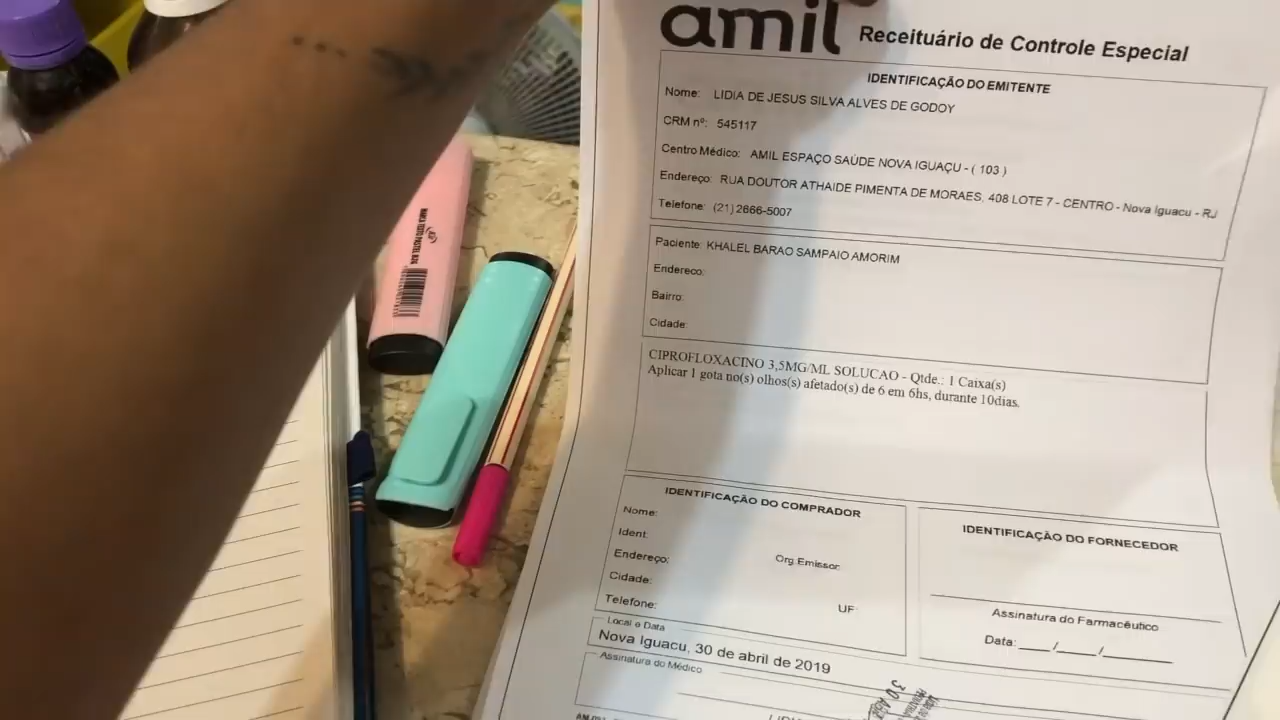 amil Receituário de Controle Especial
IDENTIFICAÇÃO DO EMITENTE
Nome: LIDIA DE JESUS SILVA ALVES DE GODOY
CRM nº: 545117
Centro Médico: AMIL ESPAÇO SAÚDE NOVA IGUAÇU - ( 103 )
Endereço: RUA DOUTOR ATHAIDE PIMENTA DE MORAES, 408 LOTE 7 - CENTRO - Nova Iguacu - RJ
Telefone: (21) 2666-5007
Paciente: KHALEL BARAO SAMPAIO AMORIM
Endereco:
Bairro:
Cidade:
CIPROFLOXACINO 3,5MG/ML SOLUCAO - Qtde.: 1 Caixa(s)
Aplicar 1 gota no(s) olhos(s) afetado(s) de 6 em 6hs, durante 10dias.
IDENTIFICAÇÃO DO COMPRADOR
Nome:
Ident:
Endereço: Org.Emissor:
Cidade:
Telefone: UF:
IDENTIFICAÇÃO DO FORNECEDOR
Assinatura do Farmacêutico
Data: ____/____/______
Local e Data
Nova Iguacu, 30 de abril de 2019
Assinatura do Médico